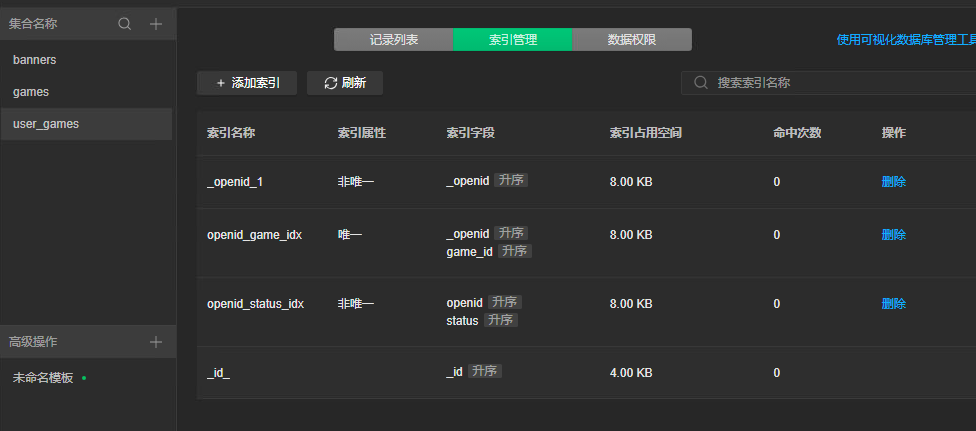 集合名称
banners
games
user_games
高级操作
未命名模板
记录列表 索引管理 数据权限
使用可视化数据库管理工具
+ 添加索引 刷新
搜索索引名称
索引名称 索引属性 索引字段 索引占用空间 命中次数 操作
_openid_1 非唯一 _openid 升序 8.00 KB 0 删除
openid_game_idx 唯一 _openid 升序 8.00 KB 0 删除
game_id 升序
openid_status_idx 非唯一 openid 升序 8.00 KB 0 删除
status 升序
_id_ _id 升序 4.00 KB 0